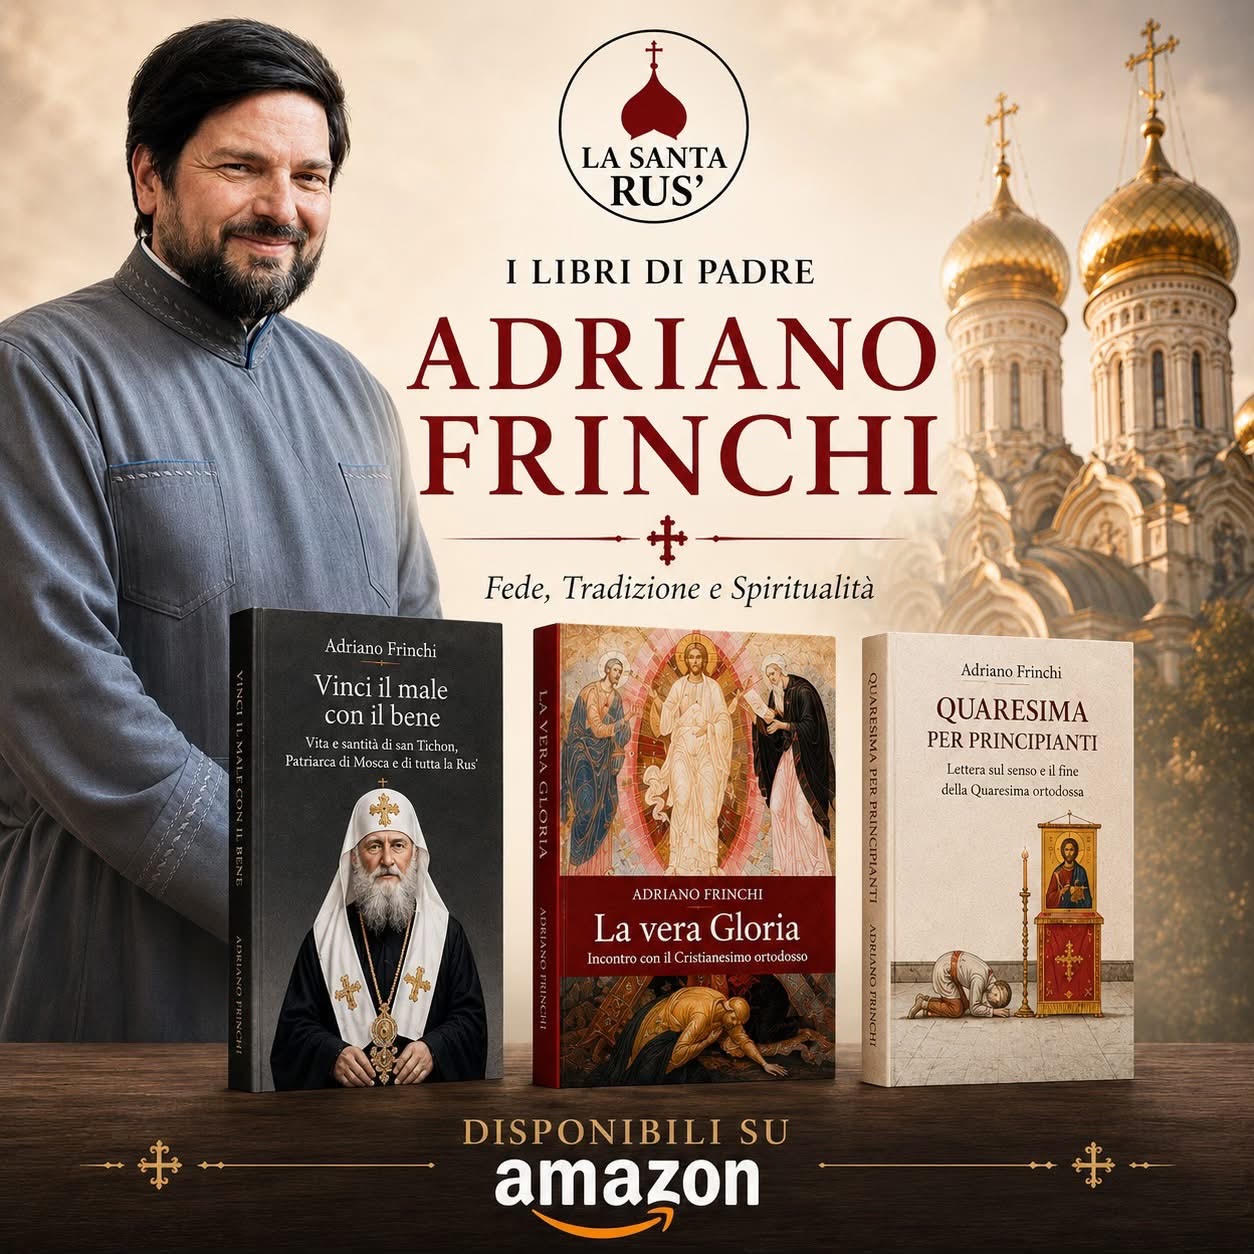 LA SANTA
RUS'
I LIBRI DI PADRE
ADRIANO
FRINCHI
Fede, Tradizione e Spiritualità
VINCI IL MALE CON IL BENE
ADRIANO FRINCHI
Adriano Frinchi
Vinci il male
con il bene
Vita e santità di san Tichon,
Patriarca di Mosca e di tutta la Rus'
LA VERA GLORIA
ADRIANO FRINCHI
ADRIANO FRINCHI
La vera Gloria
Incontro con il Cristianesimo ortodosso
QUARESIMA PER PRINCIPIANTI
ADRIANO FRINCHI
Adriano Frinchi
QUARESIMA
PER PRINCIPIANTI
Lettera sul senso e il fine
della Quaresima ortodossa
DISPONIBILI SU
amazon